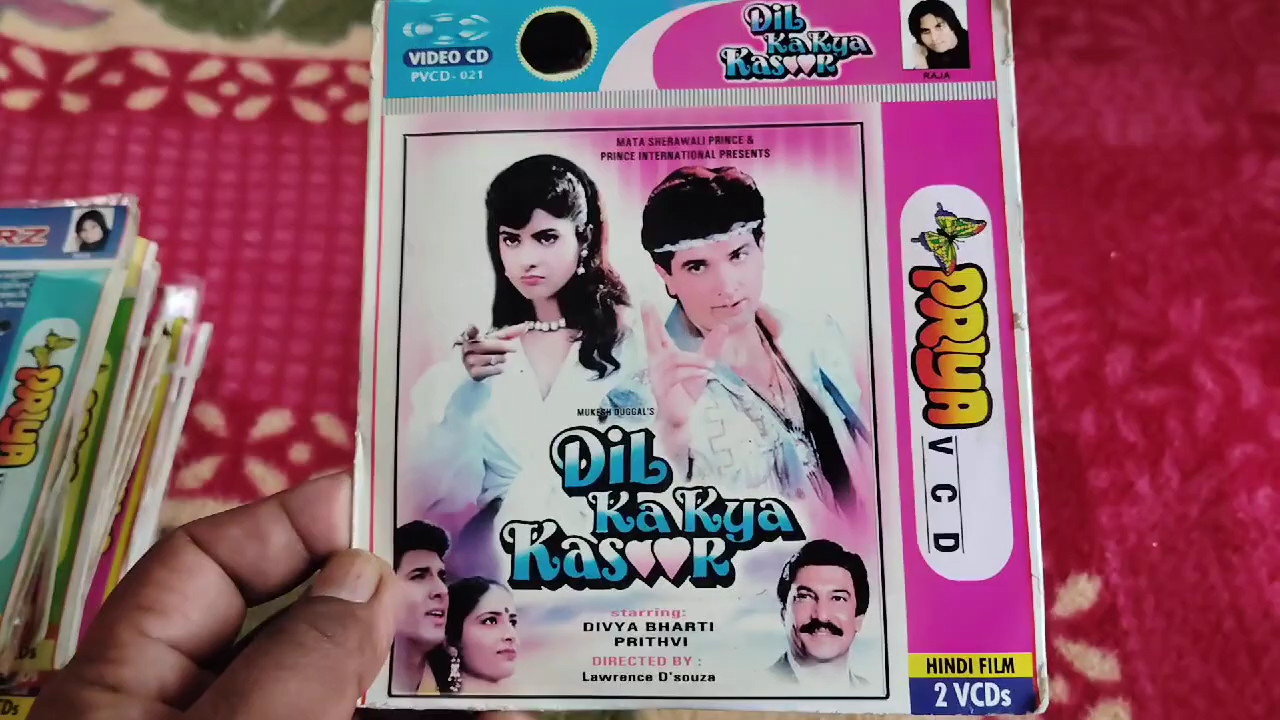 VIDEO CD
PVCD - 021
DiL
Ka Kya
Kasoor
RAJA
MATA SHERAWALI PRINCE &
PRINCE INTERNATIONAL PRESENTS
MUKESH DUGGAL'S
DiL
Ka Kya
Kasoor
starring:
DIVYA BHARTI
PRITHVI
DIRECTED BY :
Lawrence D'souza
PRIYA
VCD
HINDI FILM
2 VCDs
RZ
PRIYA